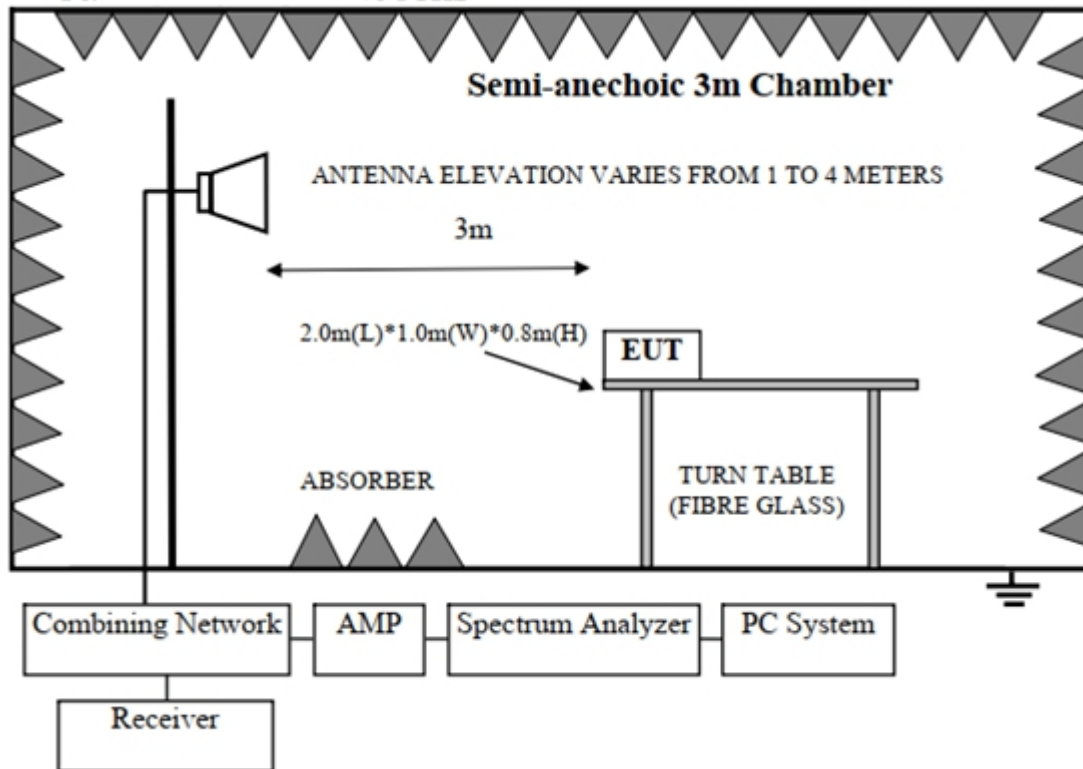 Semi-anechoic 3m Chamber
ANTENNA ELEVATION VARIES FROM 1 TO 4 METERS
3m
2.0m(L)*1.0m(W)*0.8m(H)
EUT
ABSORBER
TURN TABLE
(FIBRE GLASS)
Combining Network
AMP
Spectrum Analyzer
PC System
Receiver